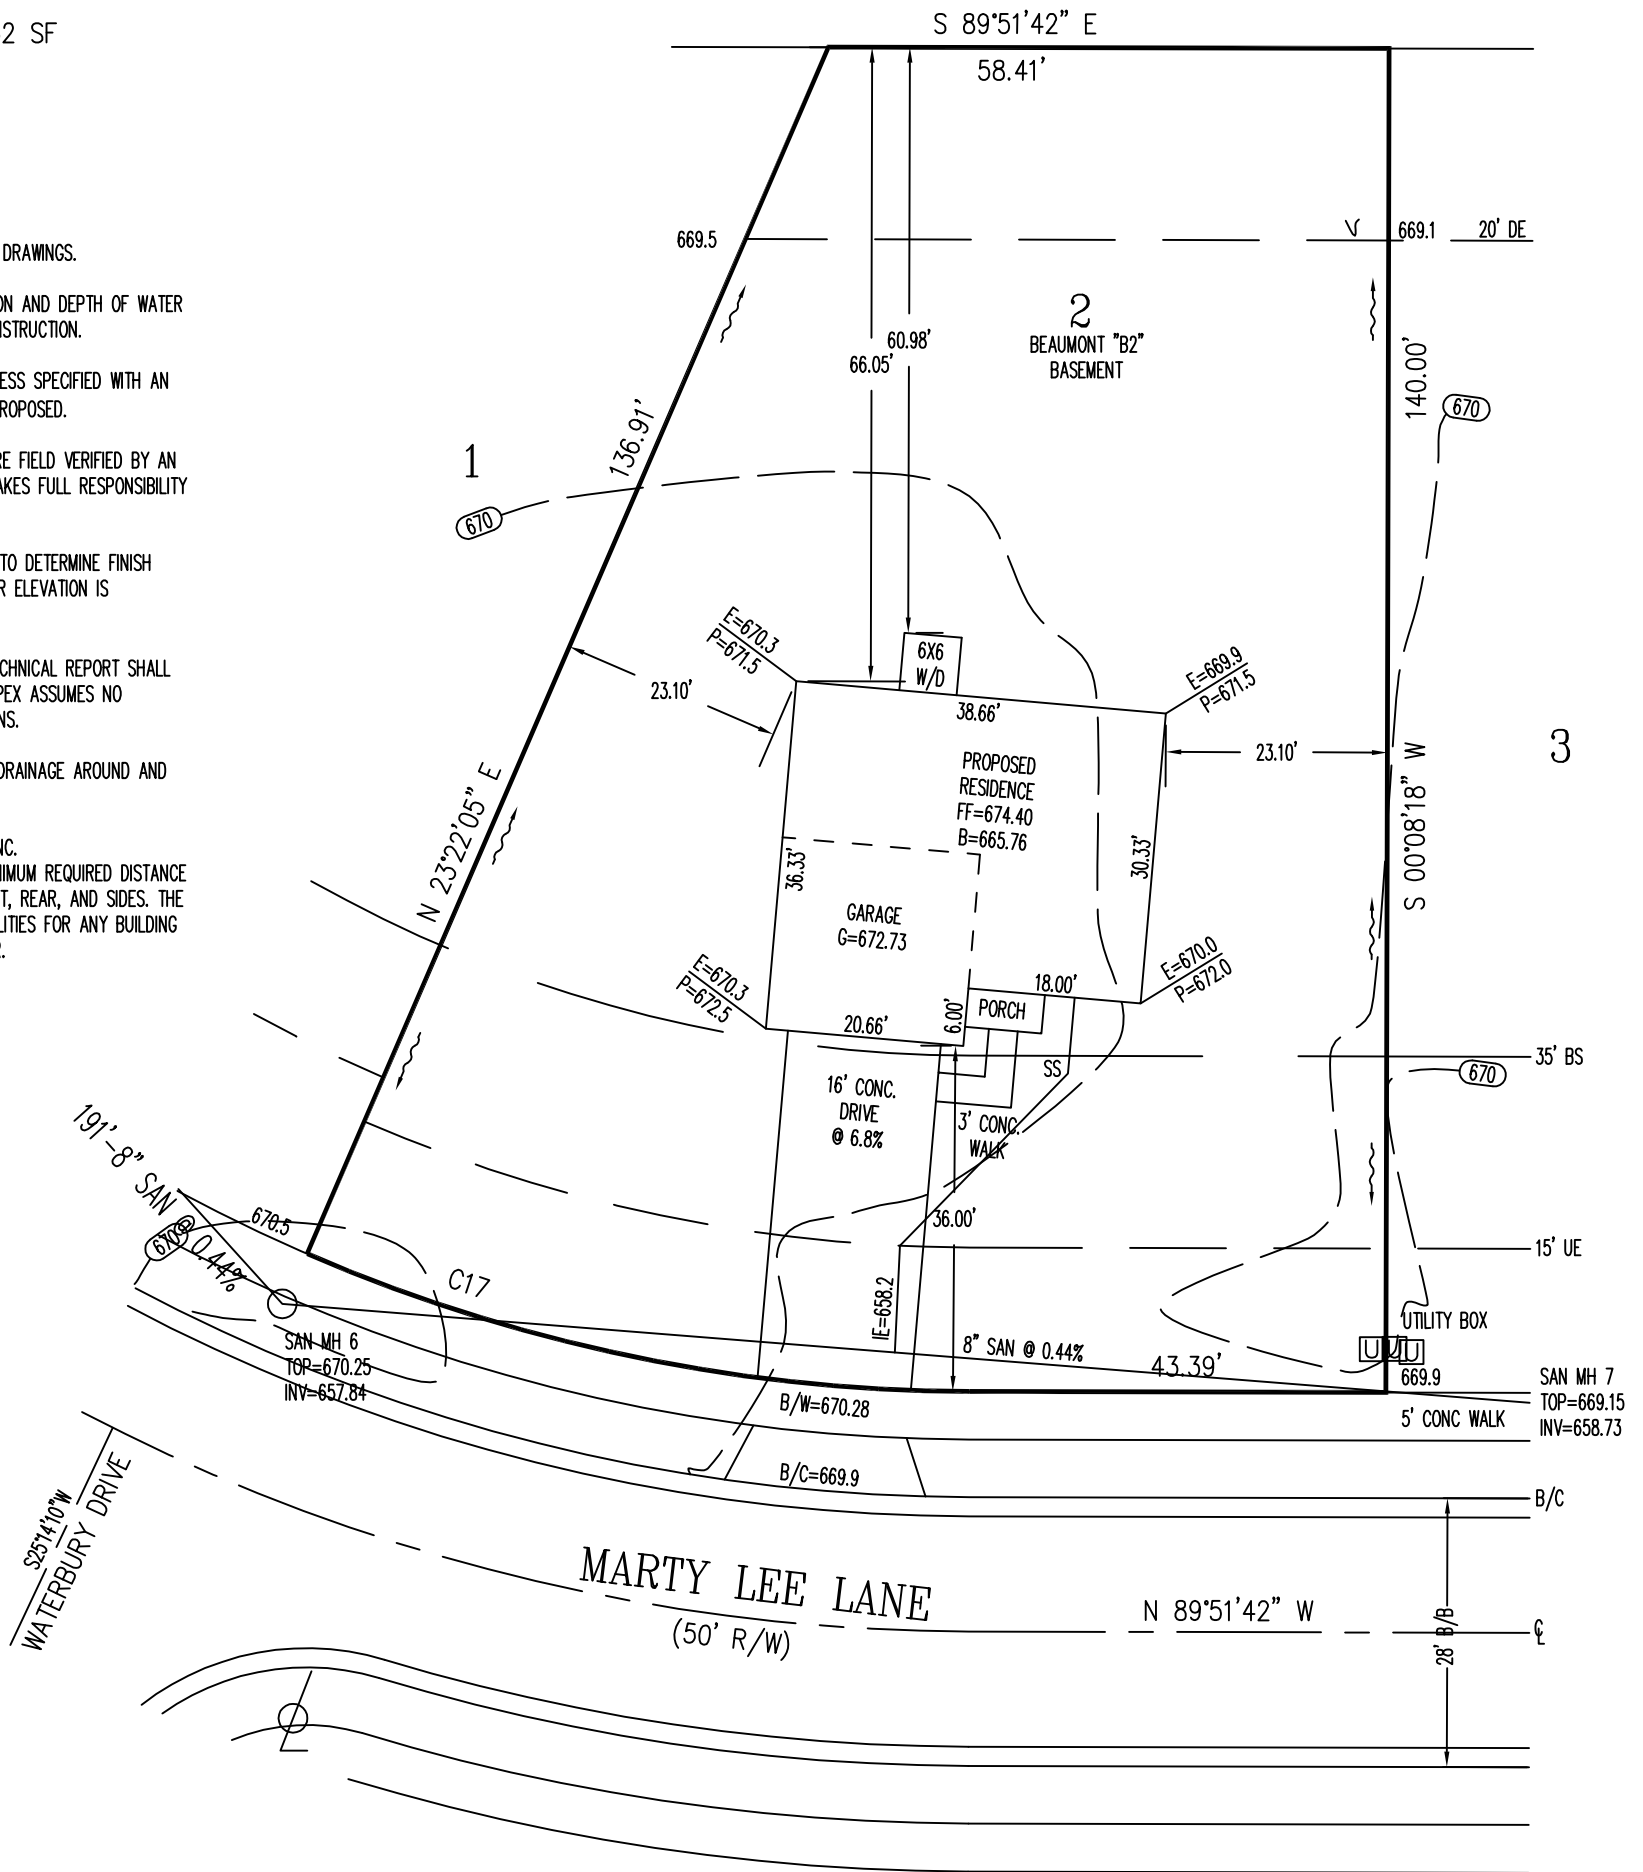 2 SF
S 89°51'42" E
58.41'
DRAWINGS.
AND DEPTH OF WATER
ESS SPECIFIED WITH AN
ROPOSED.
RE FIELD VERIFIED BY AN
AKES FULL RESPONSIBILITY
TO DETERMINE FINISH
R ELEVATION IS
CHNICAL REPORT SHALL
PEX ASSUMES NO
NS.
DRAINAGE AROUND AND
NC.
NIMUM REQUIRED DISTANCE
T, REAR, AND SIDES. THE
LITIES FOR ANY BUILDING
669.5
669.1
20' DE
60.98'
66.05'
2
BEAUMONT "B2"
BASEMENT
140.00'
670
136.91'
1
670
E=670.3
P=671.5
6X6
W/D
E=669.9
P=671.5
23.10'
38.66'
3
23.10'
PROPOSED
RESIDENCE
FF=674.40
B=665.76
S 00°08'18" W
N 23°22'05" E
36.33'
30.33'
GARAGE
G=672.73
E=670.3
P=672.5
E=670.0
P=672.0
18.00'
PORCH
6.00'
20.66'
35' BS
SS
670
16' CONC.
DRIVE
@ 6.8%
3' CONC.
WALK
191'-8" SAN @ 0.44%
670.5
36.00'
15' UE
670
C17
IE=658.2
UTILITY BOX
U U U
SAN MH 6
TOP=670.25
INV=657.84
8" SAN @ 0.44%
43.39'
669.9
SAN MH 7
TOP=669.15
INV=658.73
B/W=670.28
5' CONC WALK
B/C=669.9
B/C
S25°14'10"W
WATERBURY DRIVE
MARTY LEE LANE
(50' R/W)
N 89°51'42" W
28' B/B
℄